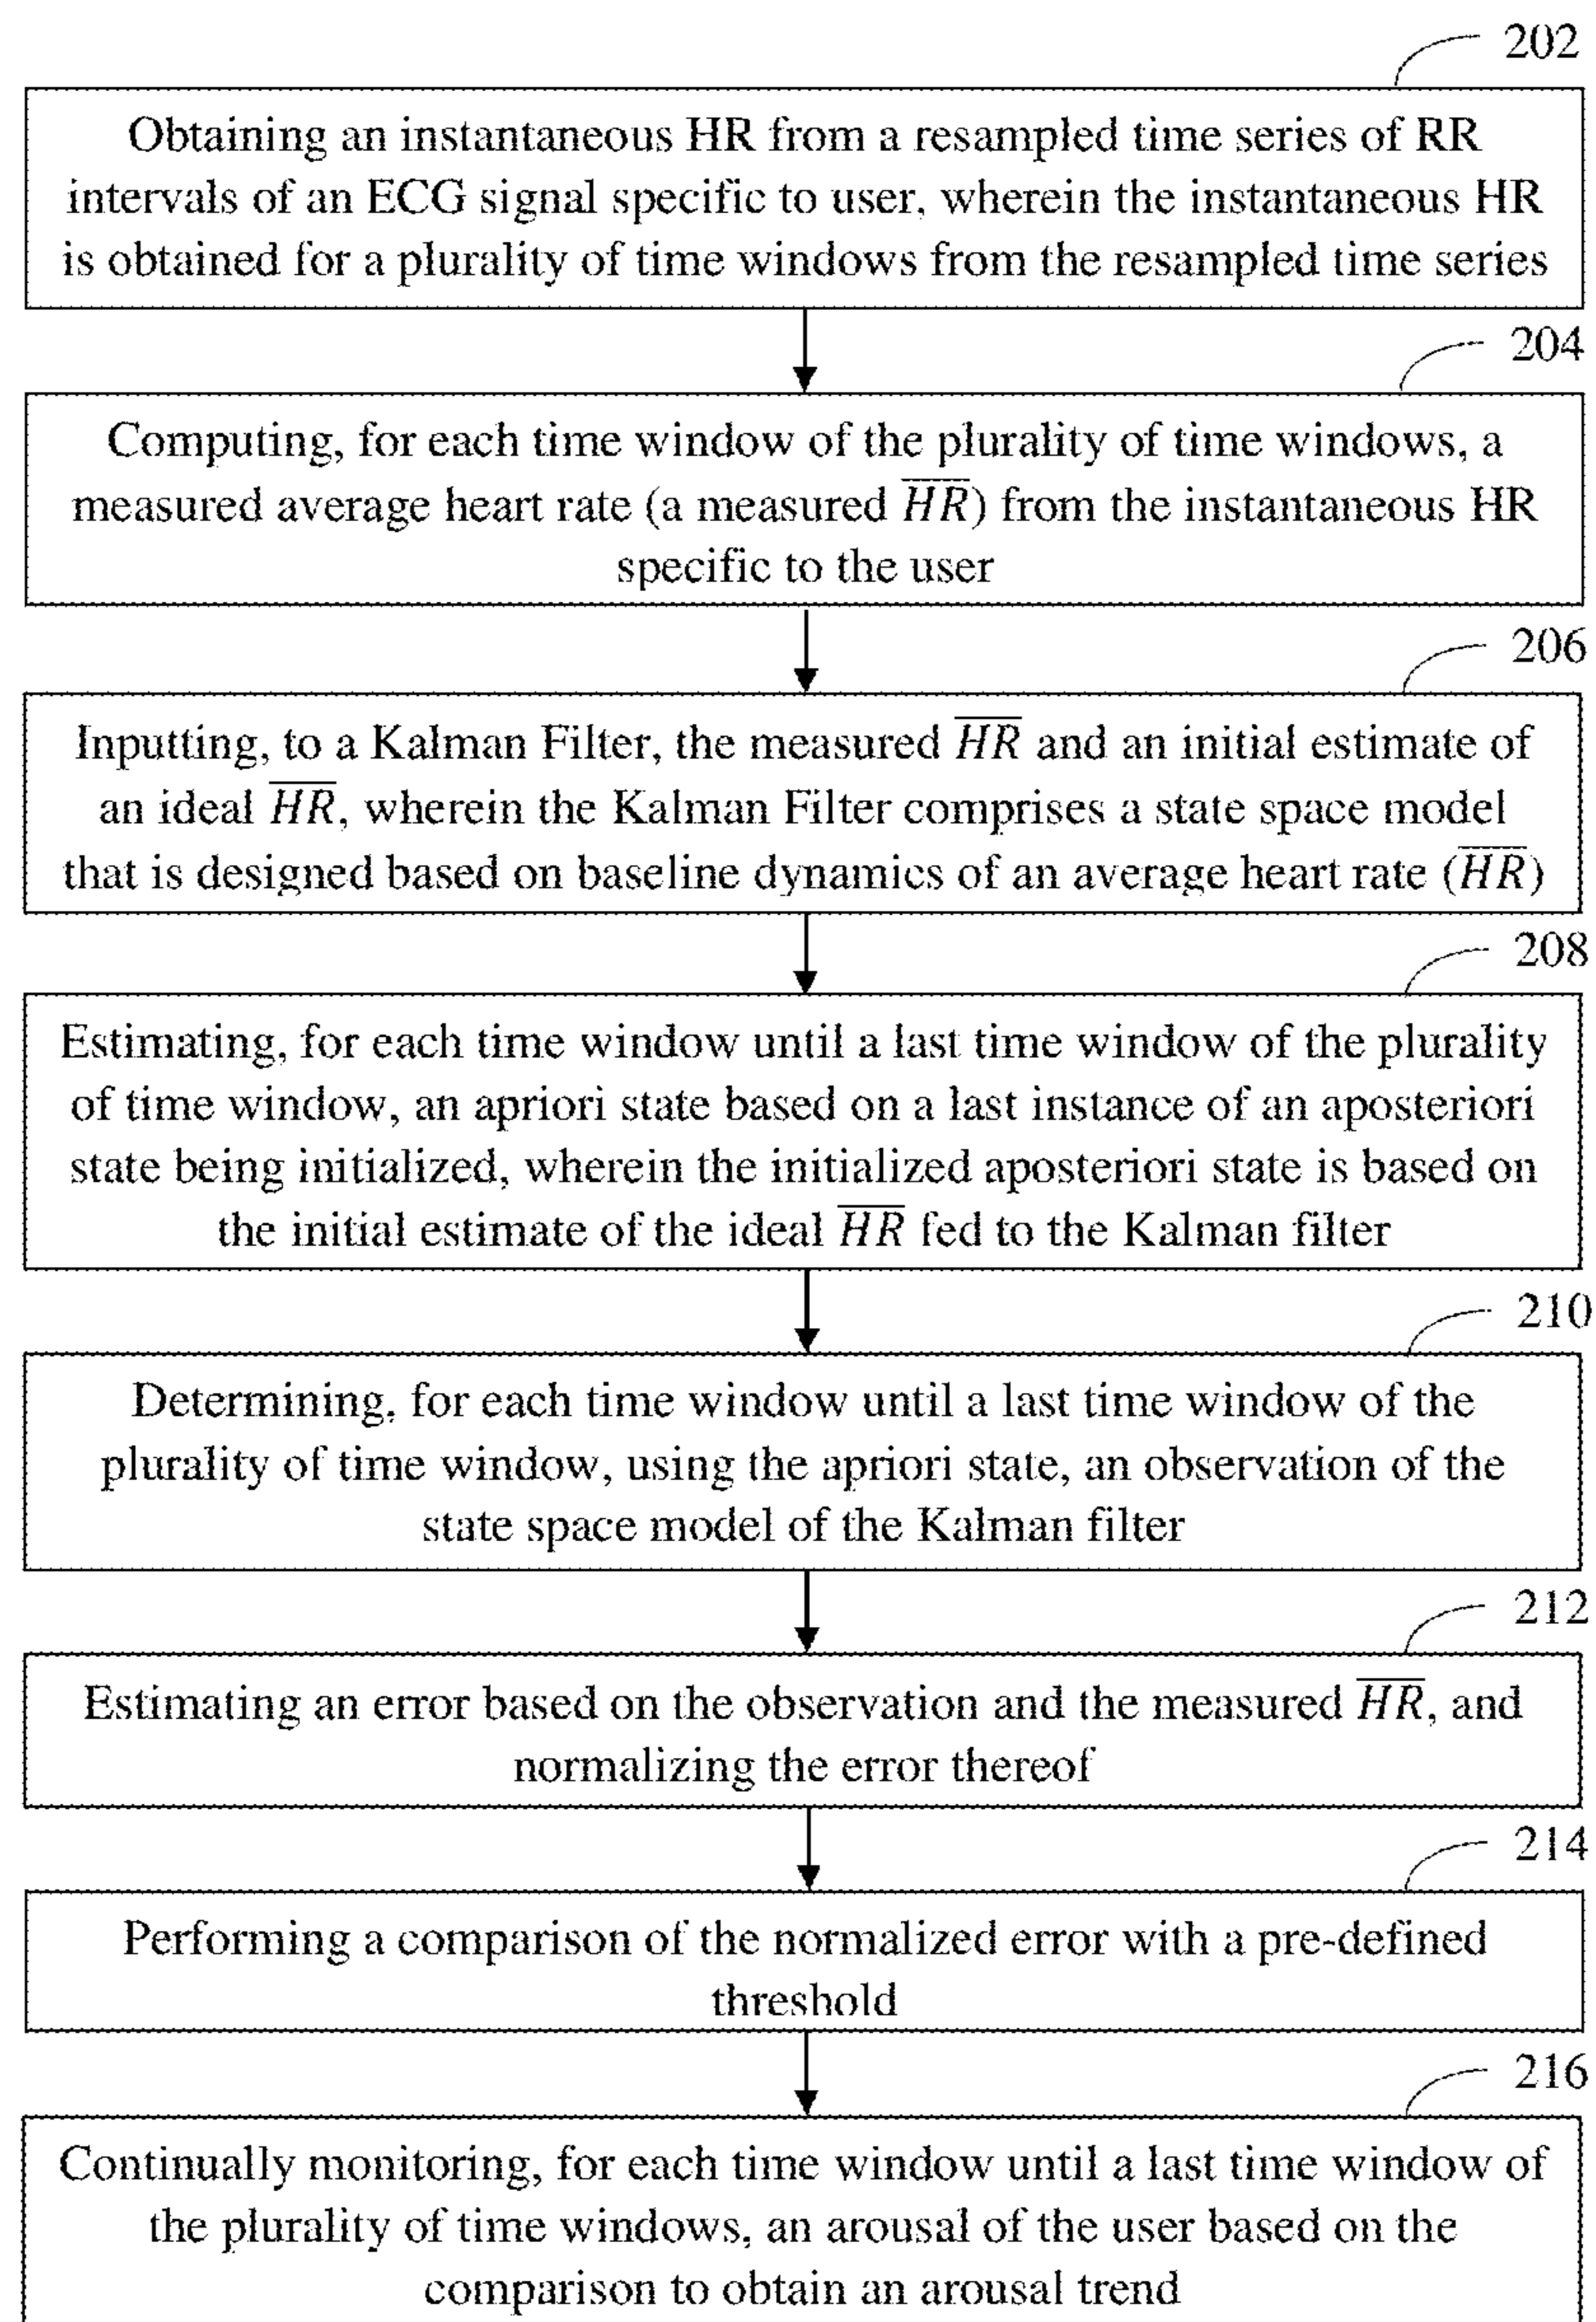 202
Obtaining an instantaneous HR from a resampled time series of RR
intervals of an ECG signal specific to user, wherein the instantaneous HR
is obtained for a plurality of time windows from the resampled time series
204
Computing, for each time window of the plurality of time windows, a
measured average heart rate (a measured H̅R̅) from the instantaneous HR
specific to the user
206
Inputting, to a Kalman Filter, the measured H̅R̅ and an initial estimate of
an ideal H̅R̅, wherein the Kalman Filter comprises a state space model
that is designed based on baseline dynamics of an average heart rate (H̅R̅)
208
Estimating, for each time window until a last time window of the plurality
of time window, an apriori state based on a last instance of an aposteriori
state being initialized, wherein the initialized aposteriori state is based on
the initial estimate of the ideal H̅R̅ fed to the Kalman filter
210
Determining, for each time window until a last time window of the
plurality of time window, using the apriori state, an observation of the
state space model of the Kalman filter
212
Estimating an error based on the observation and the measured H̅R̅, and
normalizing the error thereof
214
Performing a comparison of the normalized error with a pre-defined
threshold
216
Continually monitoring, for each time window until a last time window of
the plurality of time windows, an arousal of the user based on the
comparison to obtain an arousal trend